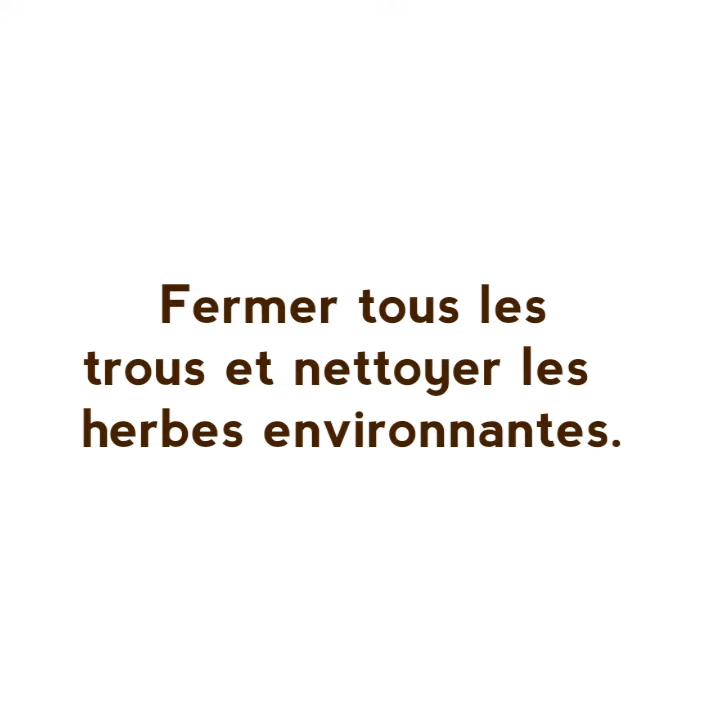 Fermer tous les
trous et nettoyer les
herbes environnantes.